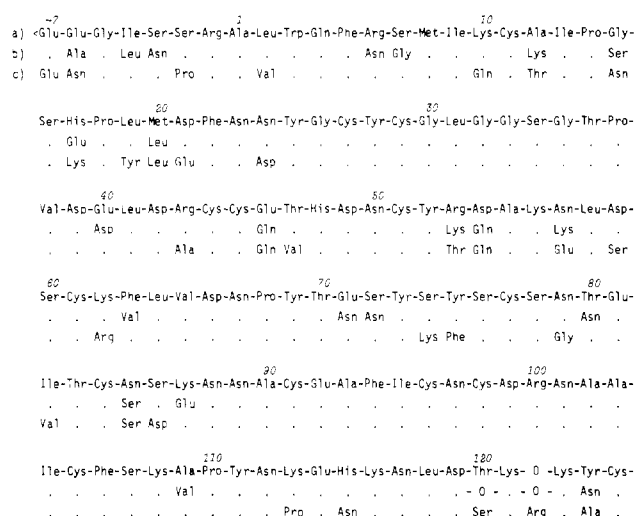 -7 1 10
a) <Glu-Glu-Gly-Ile-Ser-Ser-Arg-Ala-Leu-Trp-Gln-Phe-Arg-Ser-Met-Ile-Lys-Cys-Ala-Ile-Pro-Gly-
b) . Ala . Leu Asn . . . . . . . Asn Gly . . . . Lys . . Ser
c) Glu Asn . . . Pro . . Val . . . . . . . Gln . Thr . . Asn
20 30
Ser-His-Pro-Leu-Met-Asp-Phe-Asn-Asn-Tyr-Gly-Cys-Tyr-Cys-Gly-Leu-Gly-Gly-Ser-Gly-Thr-Pro-
. Glu . . Leu . . . . . . . . . . . . . . . . .
. Lys . Tyr Leu Glu . . Asp . . . . . . . . . . . . .
40 50
Val-Asp-Glu-Leu-Asp-Arg-Cys-Cys-Glu-Thr-His-Asp-Asn-Cys-Tyr-Arg-Asp-Ala-Lys-Asn-Leu-Asp-
. . Asp . . . . . Gln . . . . . . Lys Gln . . Lys . .
. . . . . Ala . . Gln Val . . . . . Thr Gln . . Glu . Ser
60 70 80
Ser-Cys-Lys-Phe-Leu-Val-Asp-Asn-Pro-Tyr-Thr-Glu-Ser-Tyr-Ser-Tyr-Ser-Cys-Ser-Asn-Thr-Glu-
. . . Val . . . . . . . Asn Asn . . . . . . . Asn .
. . Arg . . . . . . . . . . . Lys Phe . . . Gly . .
90 100
Ile-Thr-Cys-Asn-Ser-Lys-Asn-Asn-Ala-Cys-Glu-Ala-Phe-Ile-Cys-Asn-Cys-Asp-Arg-Asn-Ala-Ala-
. . . Ser . Glu . . . . . . . . . . . . . . . .
Val . . Ser Asp . . . . . . . . . . . . . . . . .
110 120
Ile-Cys-Phe-Ser-Lys-Ala-Pro-Tyr-Asn-Lys-Glu-His-Lys-Asn-Leu-Asp-Thr-Lys- 0 -Lys-Tyr-Cys-
. . . . . Val . . . . . . . . . . - 0 - . - 0 - . Asn .
. . . . . . . . . Pro . Asn . . . . Ser . Arg . Ala .